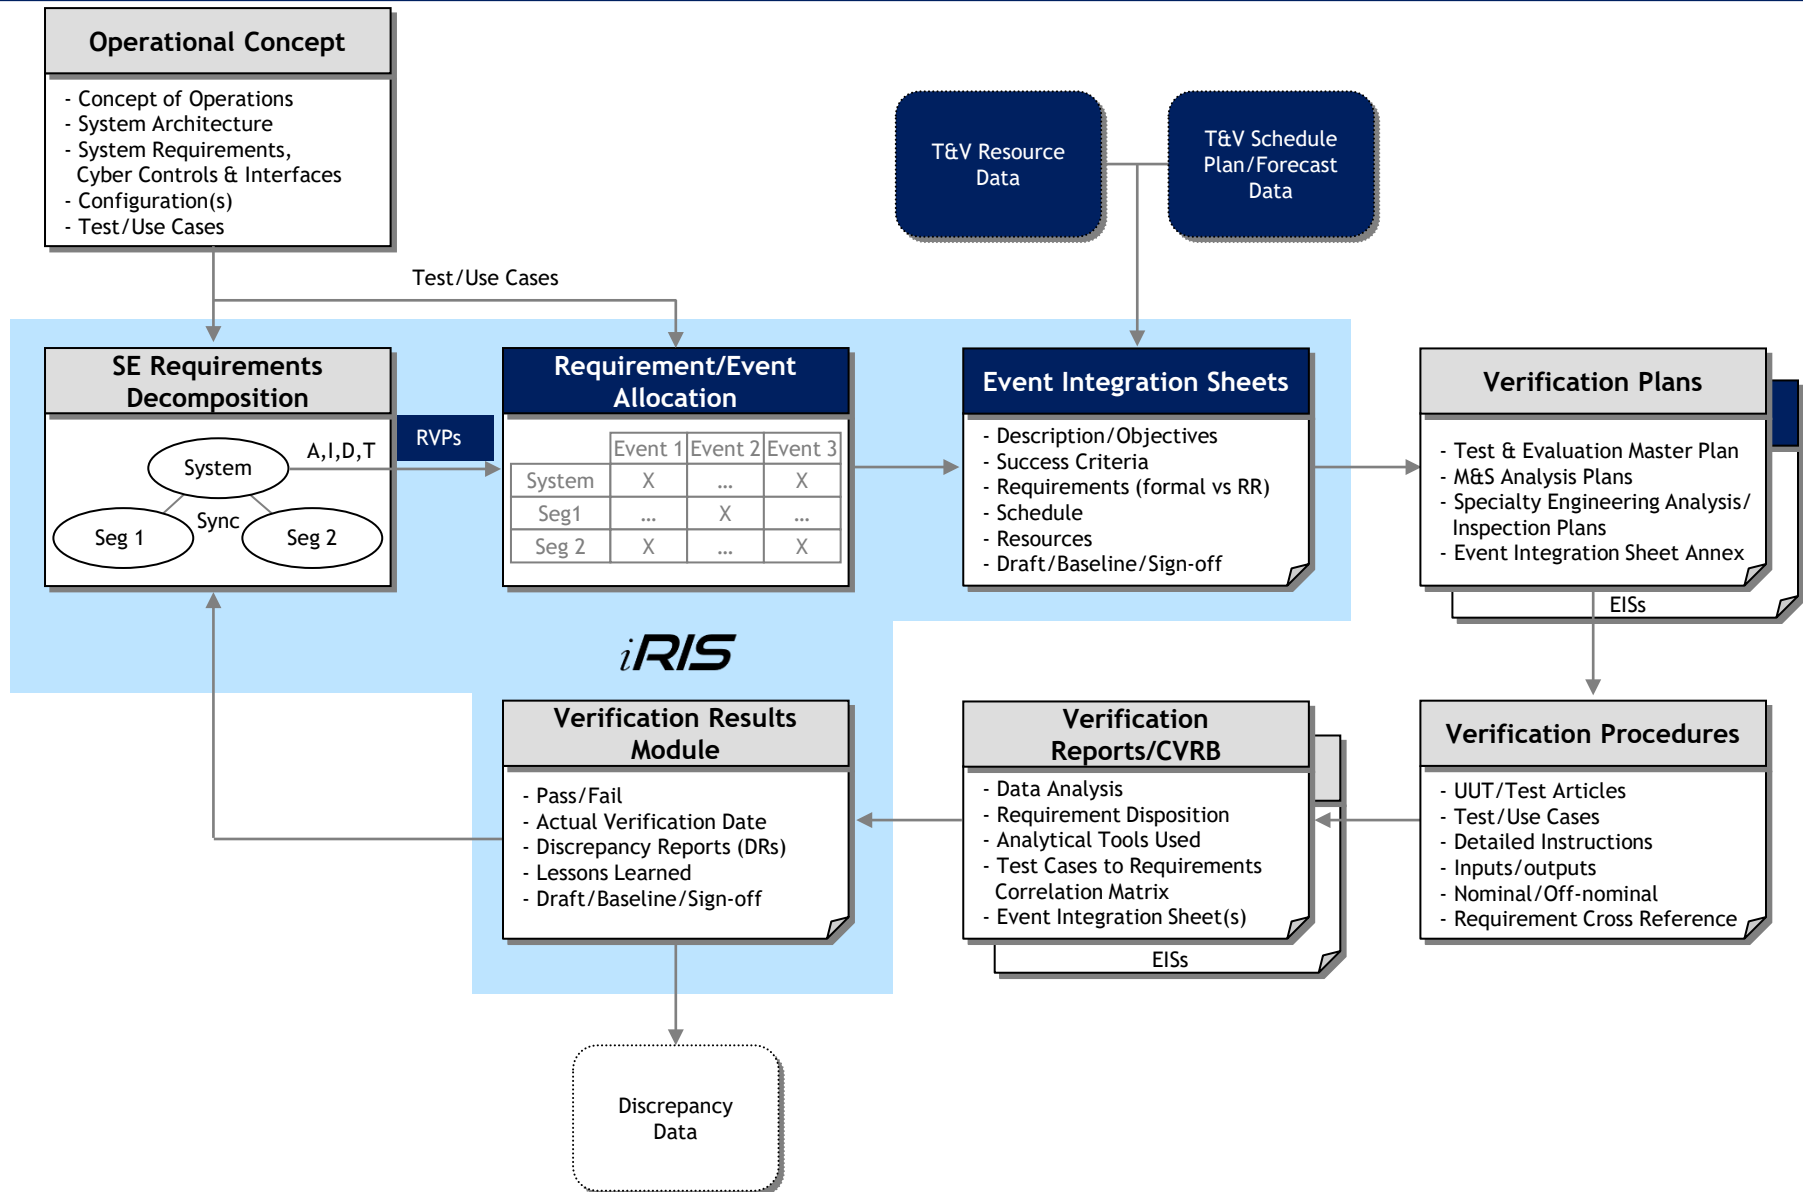 Operational Concept
- Concept of Operations
- System Architecture
- System Requirements,
Cyber Controls & Interfaces
- Configuration(s)
- Test/Use Cases
T&V Resource
Data
T&V Schedule
Plan/Forecast
Data
Test/Use Cases
SE Requirements
Decomposition
System
Sync
Seg 1
Seg 2
A,I,D,T
RVPs
Requirement/Event
Allocation
Event 1 Event 2 Event 3
System X ... X
Seg1 ... X ...
Seg 2 X ... X
Event Integration Sheets
- Description/Objectives
- Success Criteria
- Requirements (formal vs RR)
- Schedule
- Resources
- Draft/Baseline/Sign-off
Verification Plans
- Test & Evaluation Master Plan
- M&S Analysis Plans
- Specialty Engineering Analysis/
Inspection Plans
- Event Integration Sheet Annex
EISs
iRIS
Verification Results
Module
- Pass/Fail
- Actual Verification Date
- Discrepancy Reports (DRs)
- Lessons Learned
- Draft/Baseline/Sign-off
Verification
Reports/CVRB
- Data Analysis
- Requirement Disposition
- Analytical Tools Used
- Test Cases to Requirements
Correlation Matrix
- Event Integration Sheet(s)
EISs
Verification Procedures
- UUT/Test Articles
- Test/Use Cases
- Detailed Instructions
- Inputs/outputs
- Nominal/Off-nominal
- Requirement Cross Reference
Discrepancy
Data